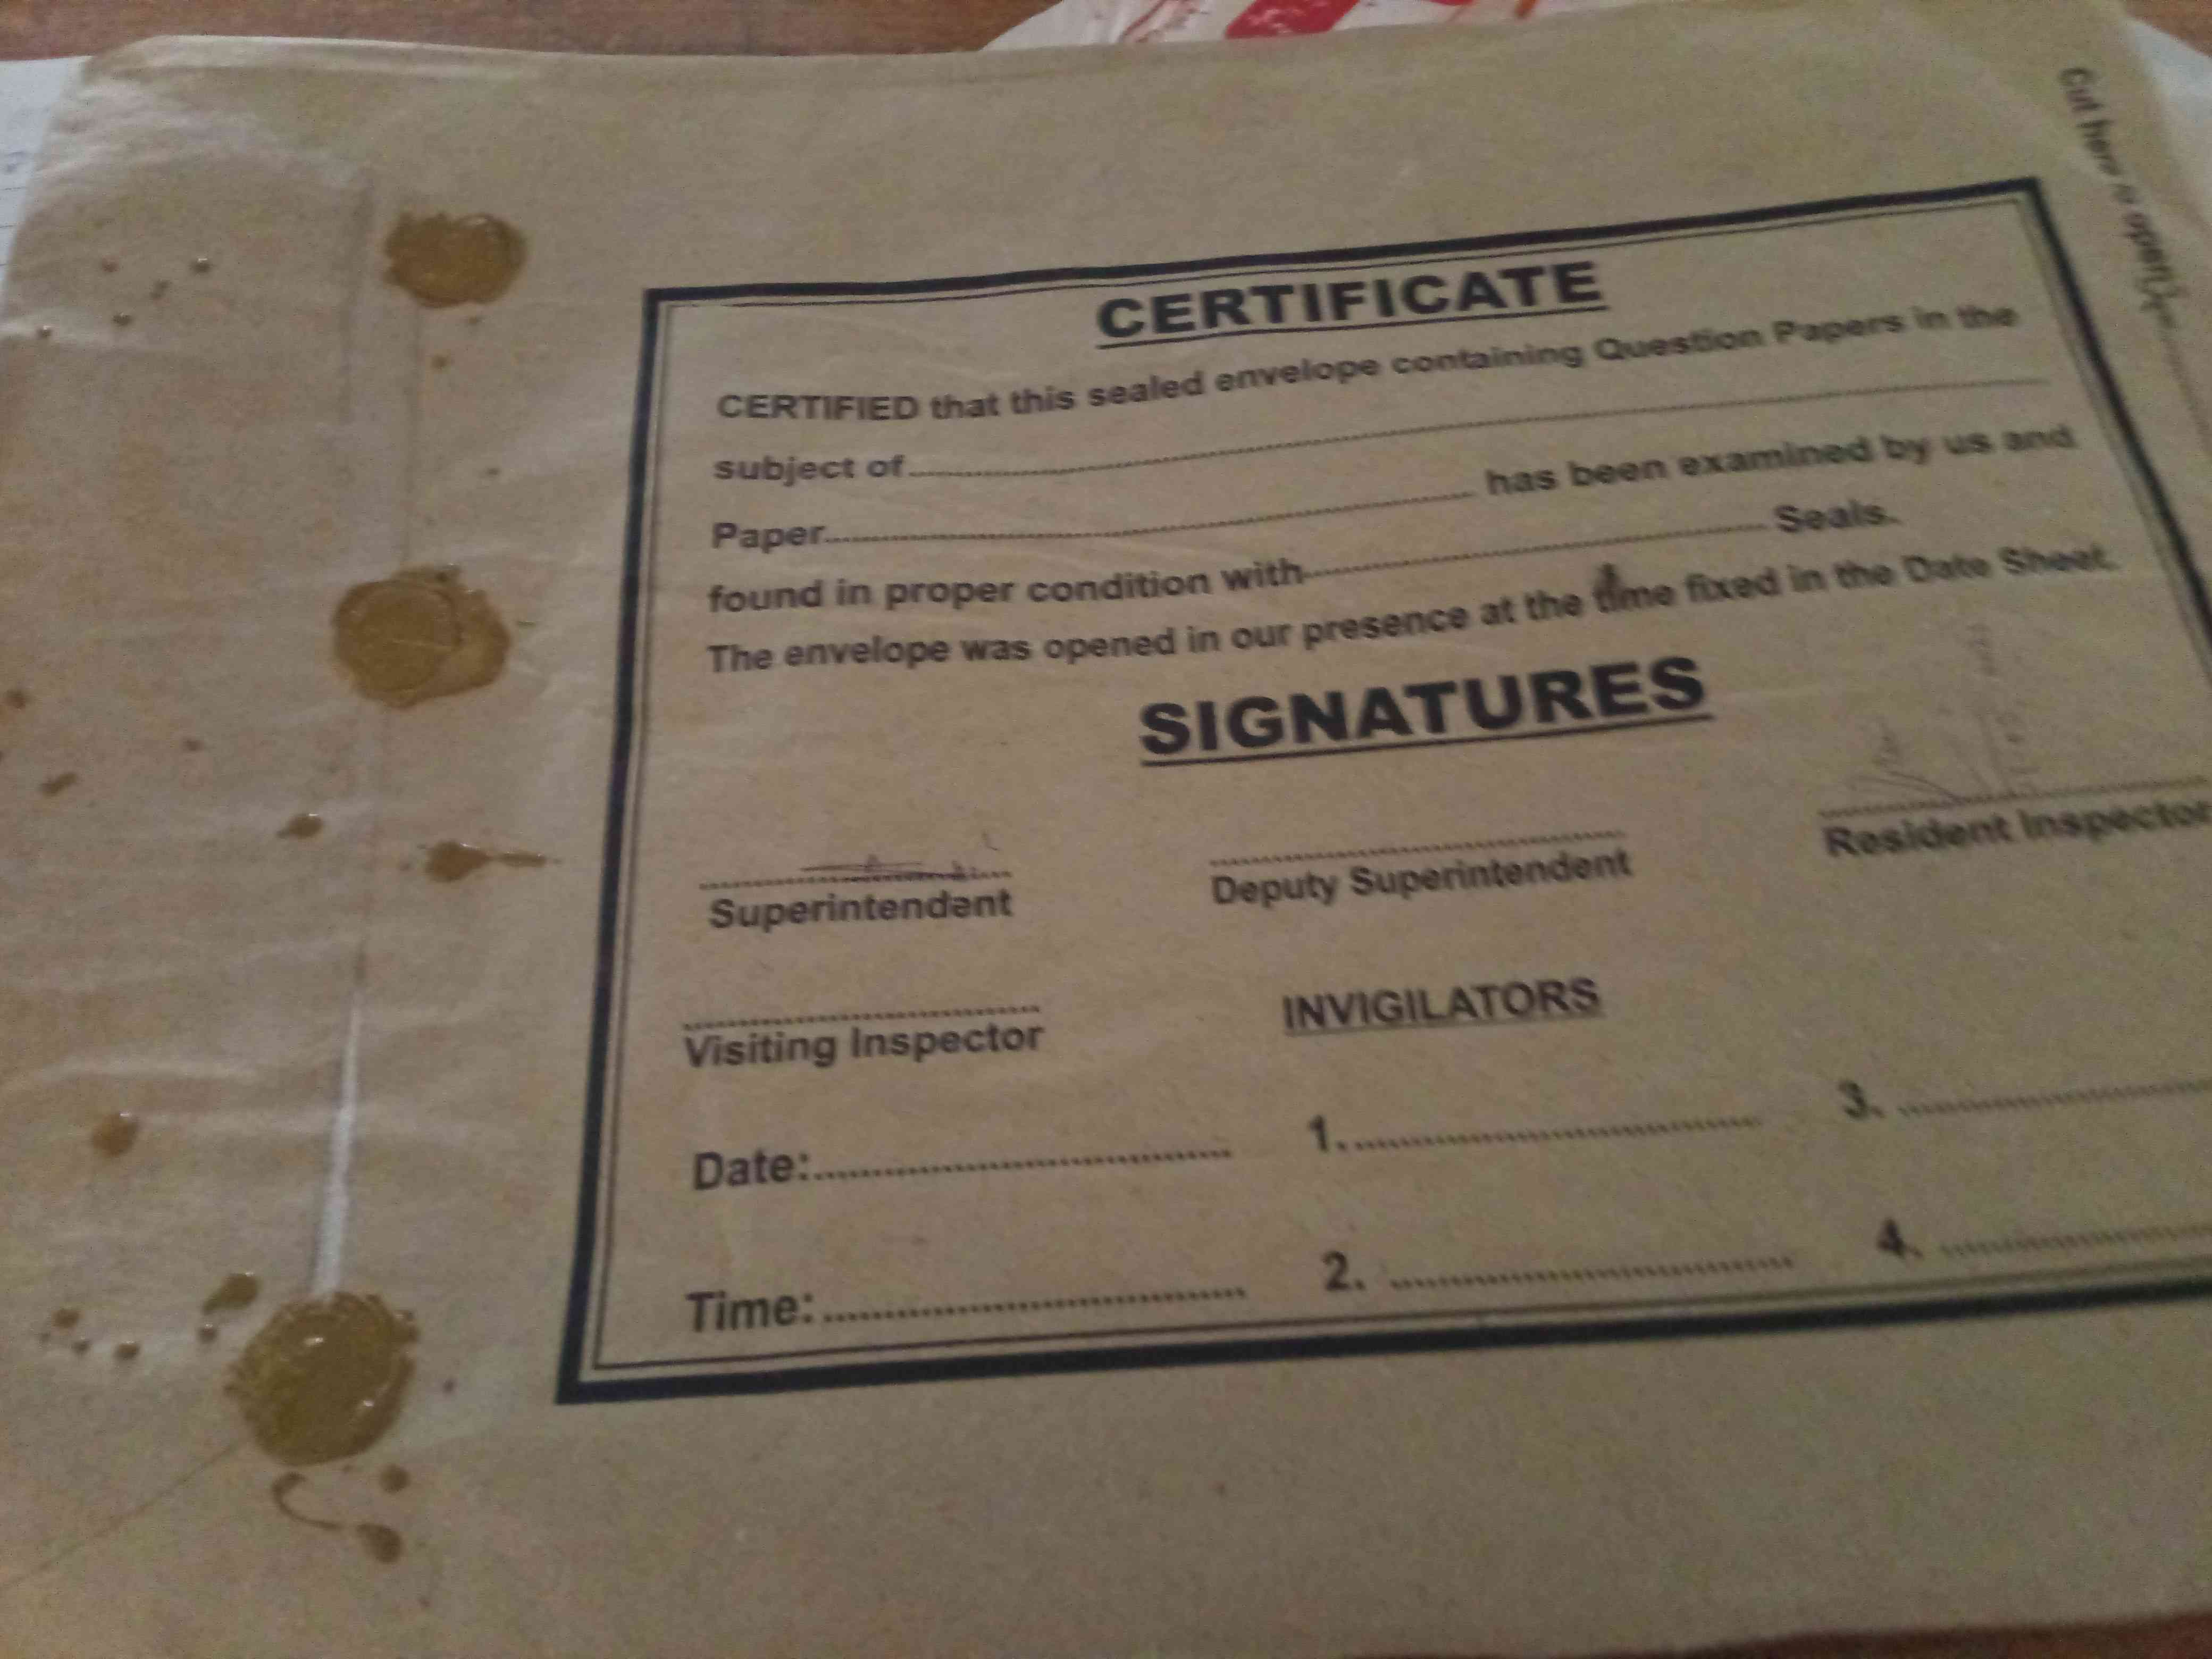 Cut here to open
CERTIFICATE
CERTIFIED that this sealed envelope containing Question Papers in the
subject of
Paper has been examined by us and
found in proper condition with Seals.
The envelope was opened in our presence at the time fixed in the Date Sheet.
SIGNATURES
Superintendent Deputy Superintendent Resident Inspector
Visiting Inspector INVIGILATORS
Date: 1. 3.
Time: 2. 4.